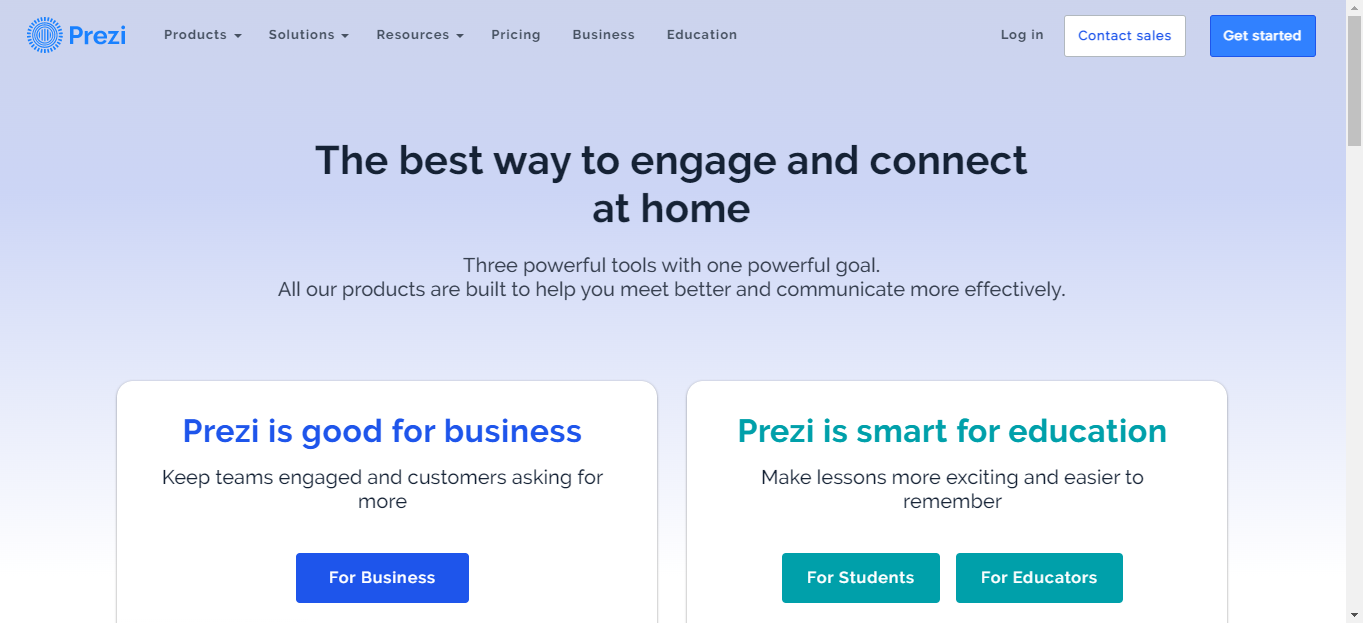 Prezi
Products
Solutions
Resources
Pricing
Business
Education
Log in
Contact sales
Get started
The best way to engage and connect
at home
Three powerful tools with one powerful goal.
All our products are built to help you meet better and communicate more effectively.
Prezi is good for business
Keep teams engaged and customers asking for
more
For Business
Prezi is smart for education
Make lessons more exciting and easier to
remember
For Students
For Educators